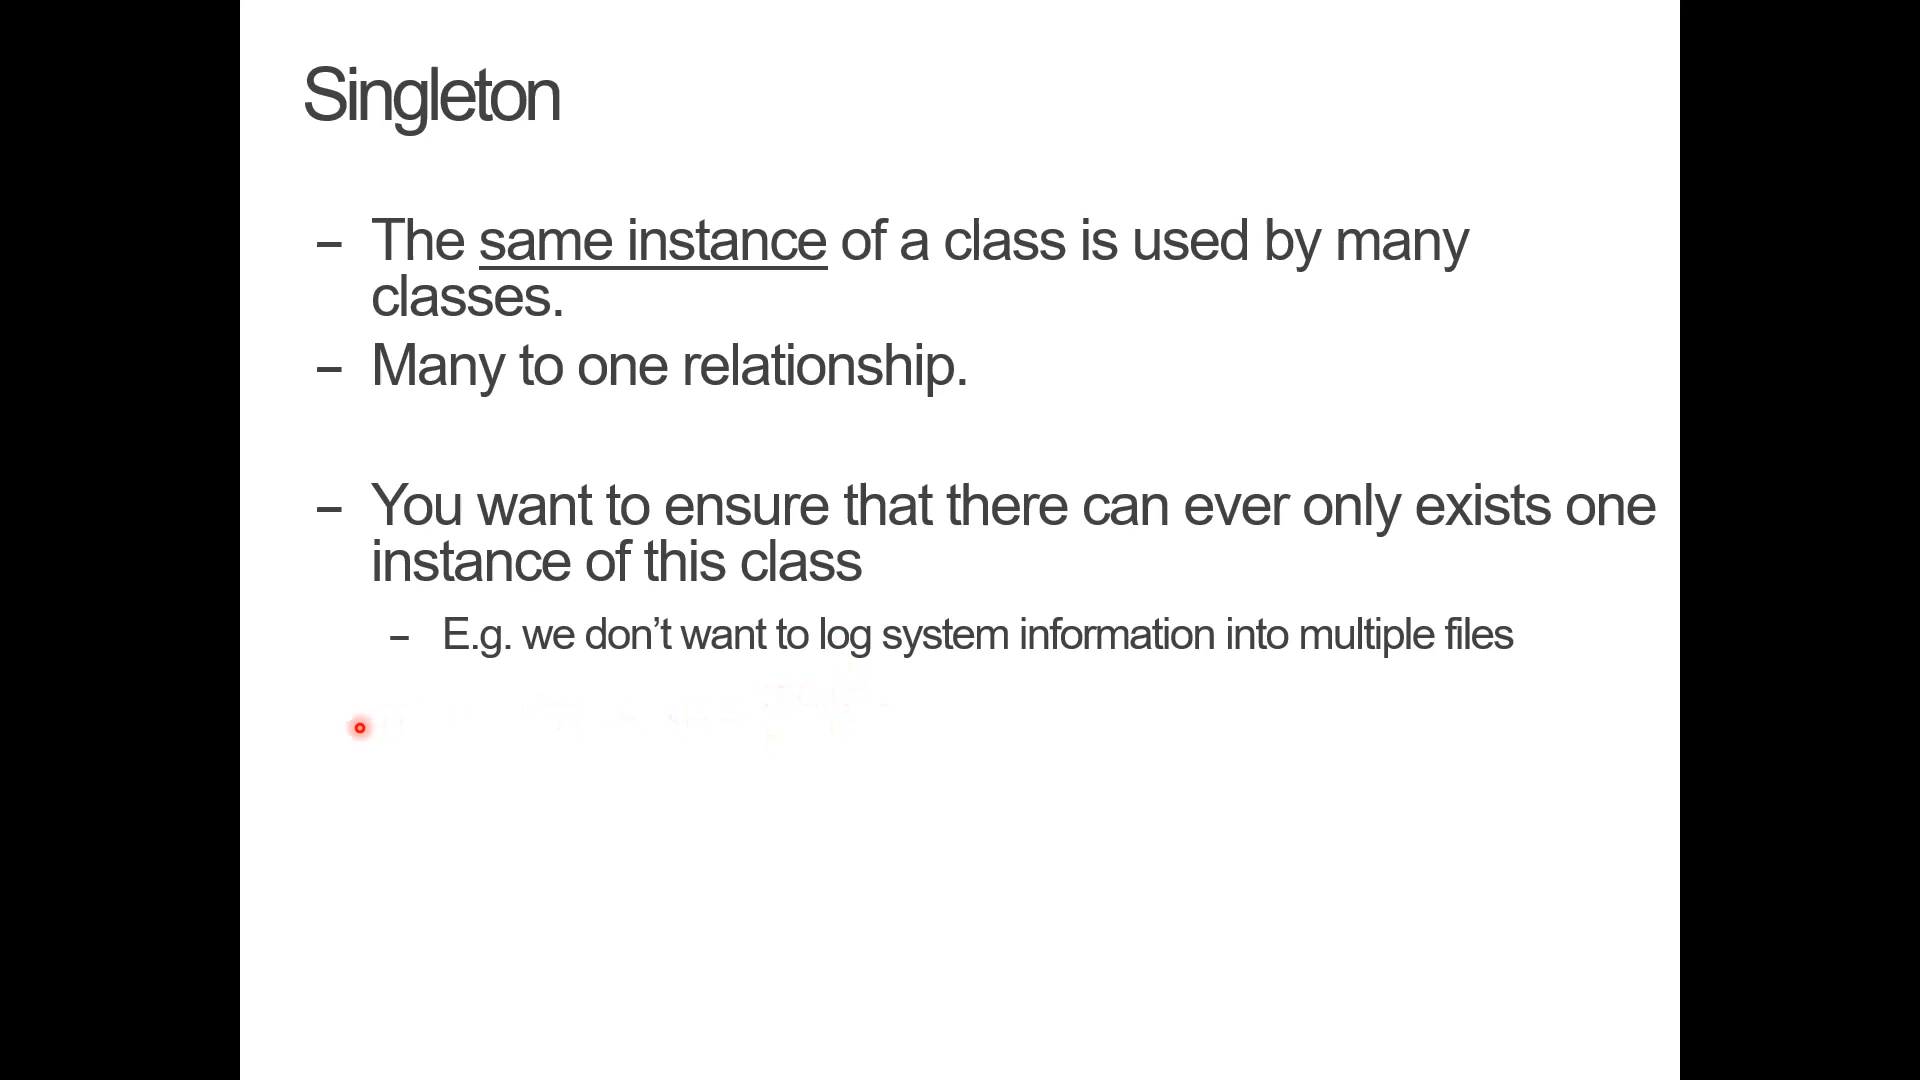 Singleton
– The same instance of a class is used by many
classes.
– Many to one relationship.
– You want to ensure that there can ever only exists one
instance of this class
– E.g. we don’t want to log system information into multiple files